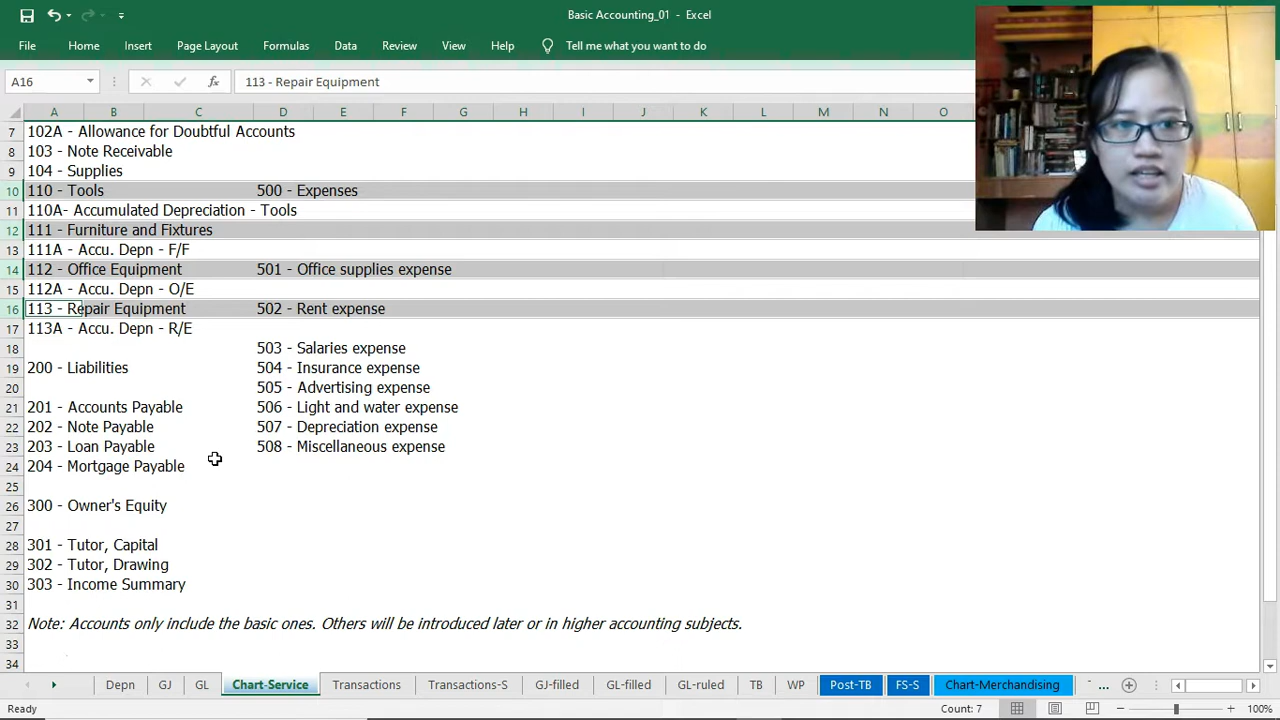 Basic Accounting_01 - Excel
File Home Insert Page Layout Formulas Data Review View Help Tell me what you want to do
A16 fx 113 - Repair Equipment
A B C D E F G H I J K L M N O
7 102A - Allowance for Doubtful Accounts
8 103 - Note Receivable
9 104 - Supplies
10 110 - Tools 500 - Expenses
11 110A- Accumulated Depreciation - Tools
12 111 - Furniture and Fixtures
13 111A - Accu. Depn - F/F
14 112 - Office Equipment 501 - Office supplies expense
15 112A - Accu. Depn - O/E
16 113 - Repair Equipment 502 - Rent expense
17 113A - Accu. Depn - R/E
18 503 - Salaries expense
19 200 - Liabilities 504 - Insurance expense
20 505 - Advertising expense
21 201 - Accounts Payable 506 - Light and water expense
22 202 - Note Payable 507 - Depreciation expense
23 203 - Loan Payable 508 - Miscellaneous expense
24 204 - Mortgage Payable
25
26 300 - Owner's Equity
27
28 301 - Tutor, Capital
29 302 - Tutor, Drawing
30 303 - Income Summary
31
32 Note: Accounts only include the basic ones. Others will be introduced later or in higher accounting subjects.
33
34
Depn GJ GL Chart-Service Transactions Transactions-S GJ-filled GL-filled GL-ruled TB WP Post-TB FS-S Chart-Merchandising ...
Ready Count: 7 100%